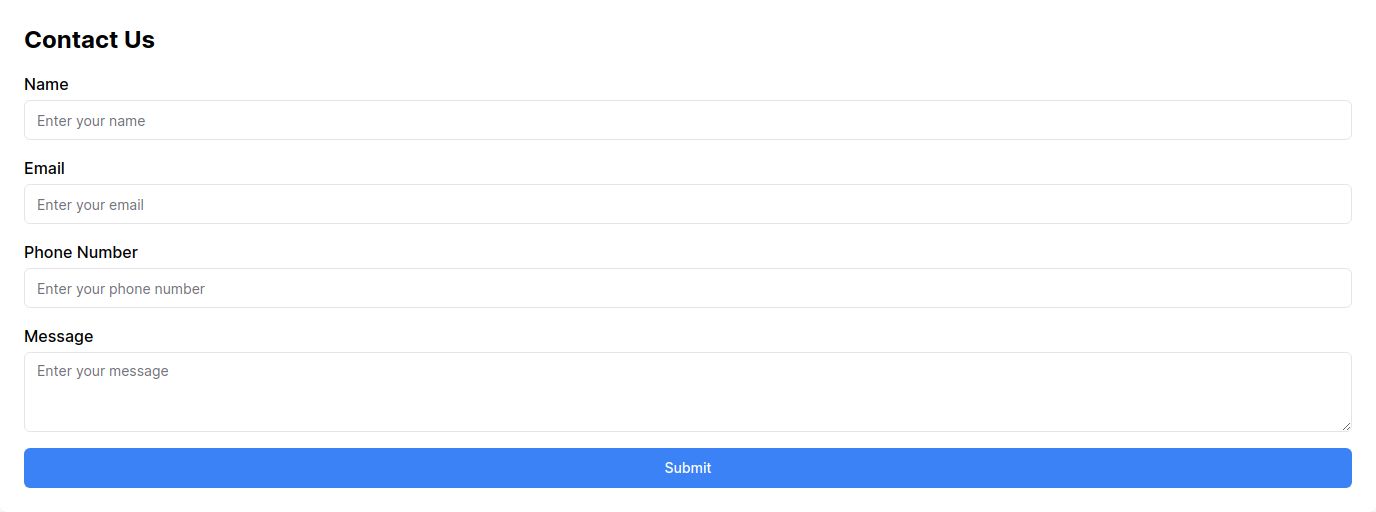 Contact Us
Name
Enter your name
Email
Enter your email
Phone Number
Enter your phone number
Message
Enter your message
Submit